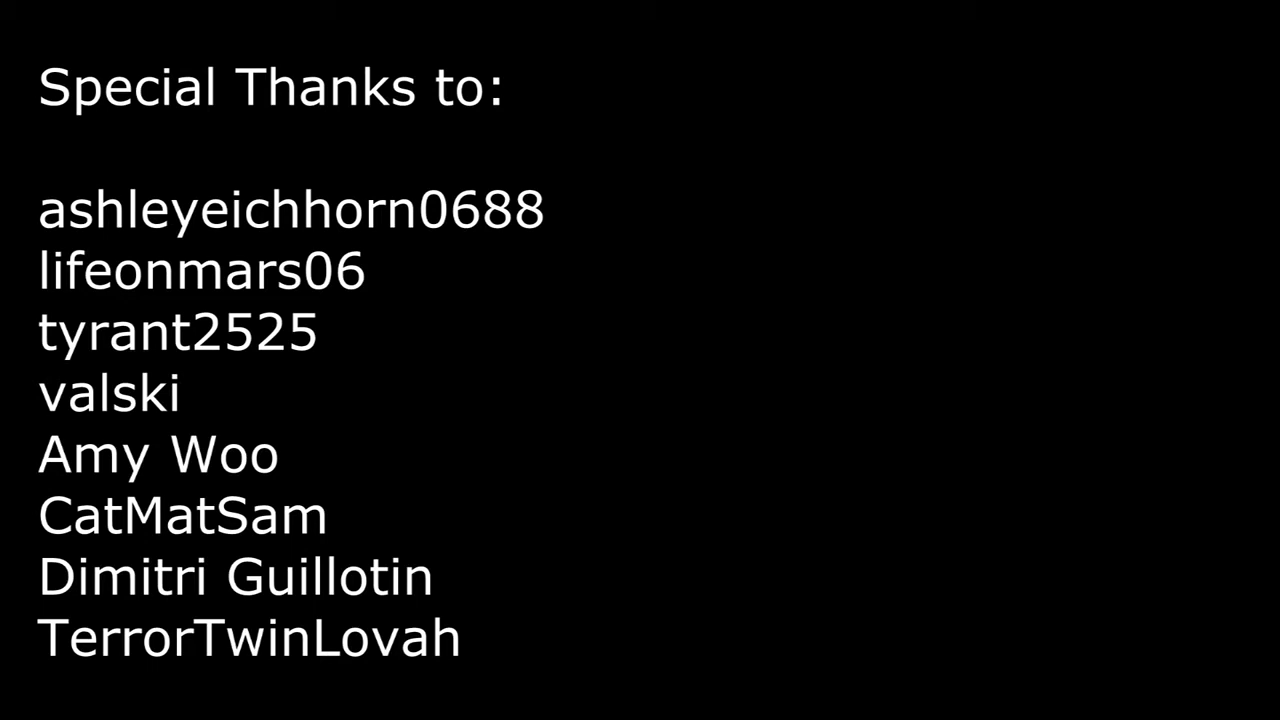 Special Thanks to:
ashleyeichhorn0688
lifeonmars06
tyrant2525
valski
Amy Woo
CatMatSam
Dimitri Guillotin
TerrorTwinLovah